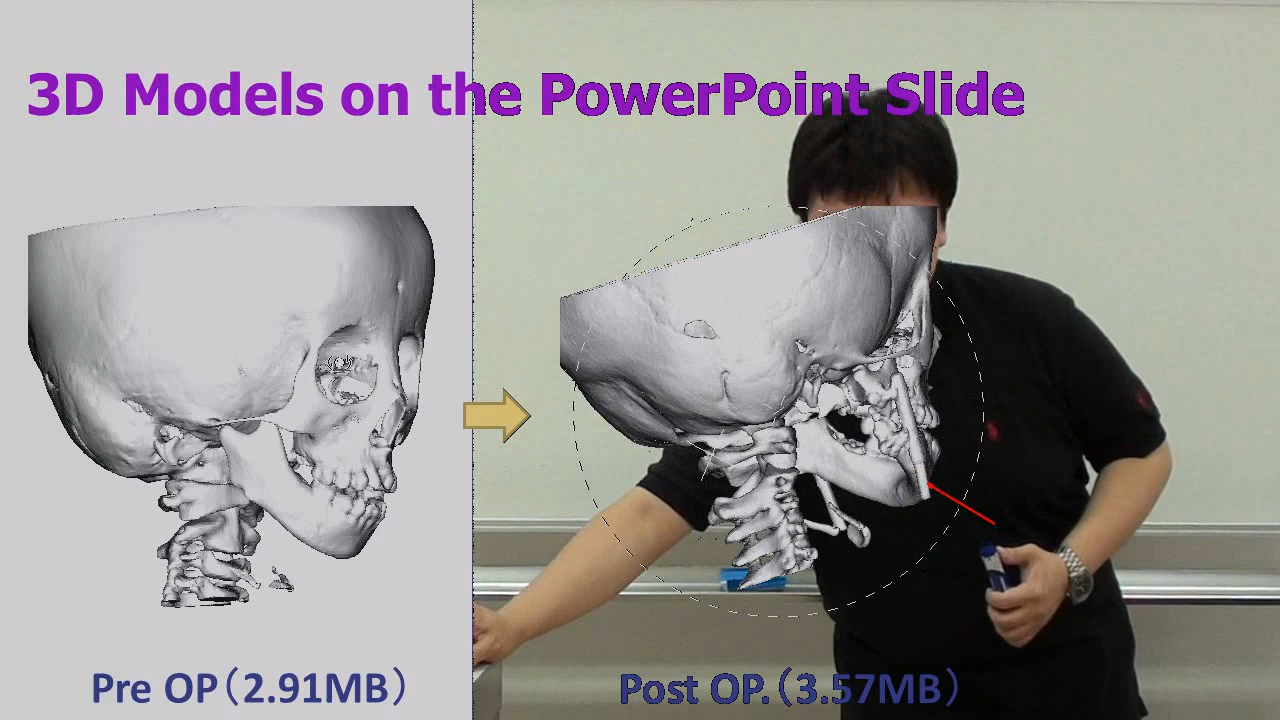 3D Models on the PowerPoint Slide
Pre OP（2.91MB）
Post OP.（3.57MB）